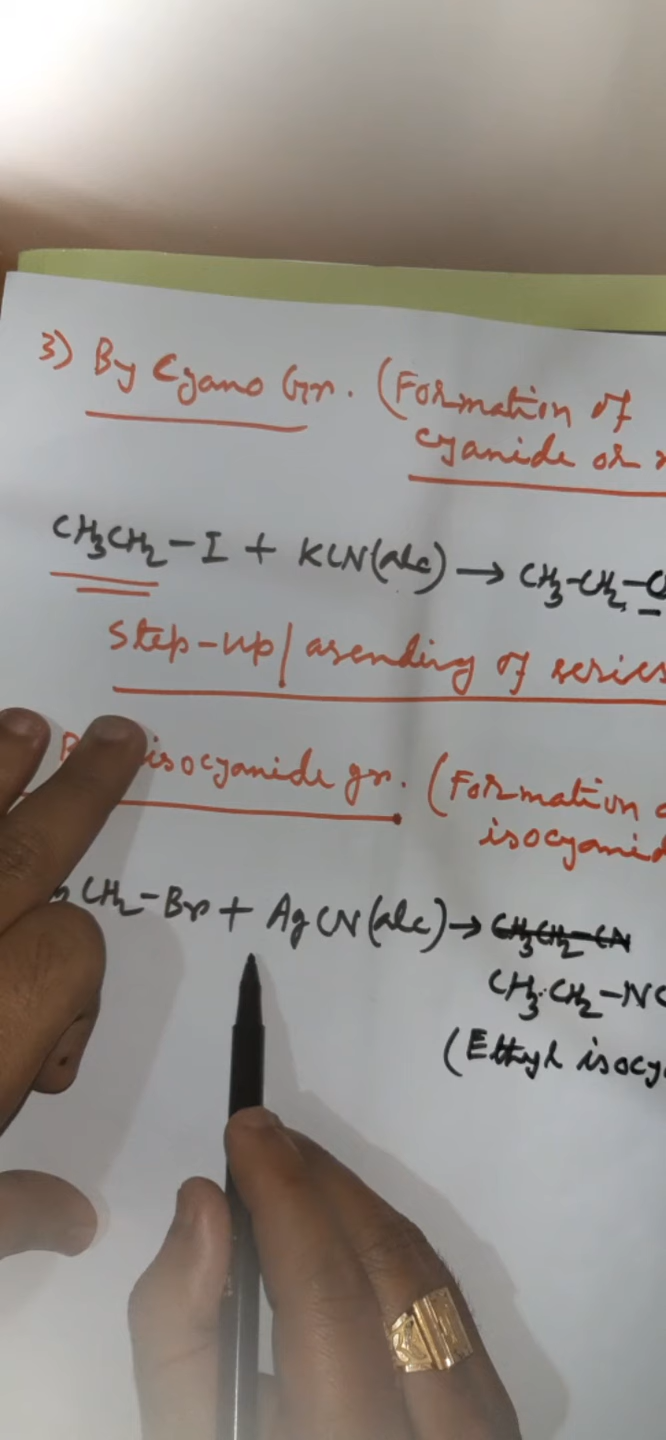 3) By Cyano Gr. (Formation of
cyanide or
CH3CH2-I + KCN(alc) → CH3-CH2-C
Step-up| asending of series
isocyanide gr. (Formation
isocyanid
CH2-Br + AgCN(alc) → CH3CH2-CN
CH3.CH2-NC
(Ethyl isocy